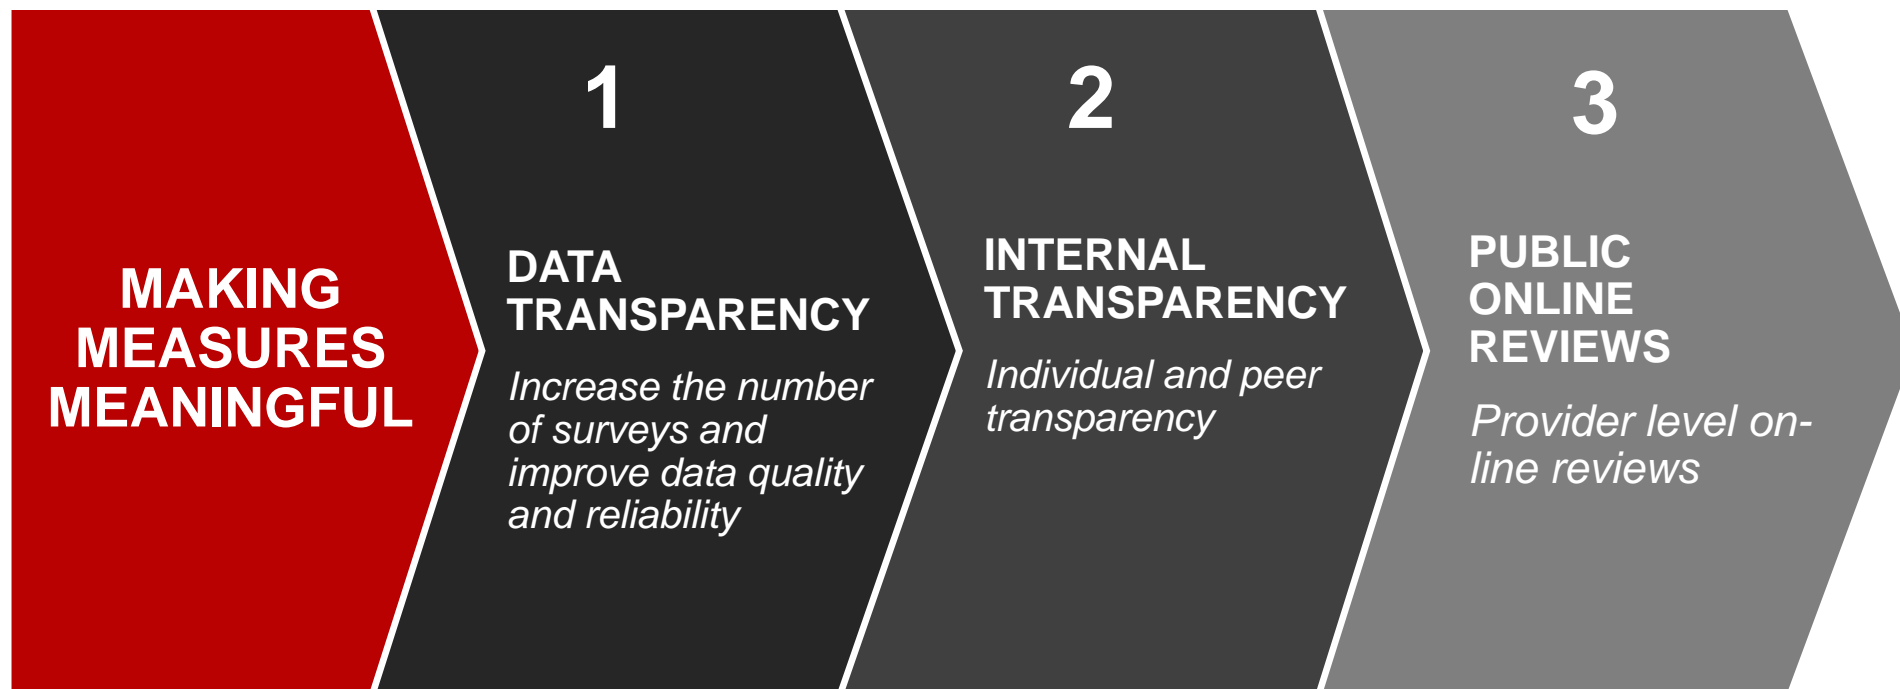 MAKING
MEASURES
MEANINGFUL
1
DATA
TRANSPARENCY
Increase the number
of surveys and
improve data quality
and reliability
2
INTERNAL
TRANSPARENCY
Individual and peer
transparency
3
PUBLIC
ONLINE
REVIEWS
Provider level on-
line reviews